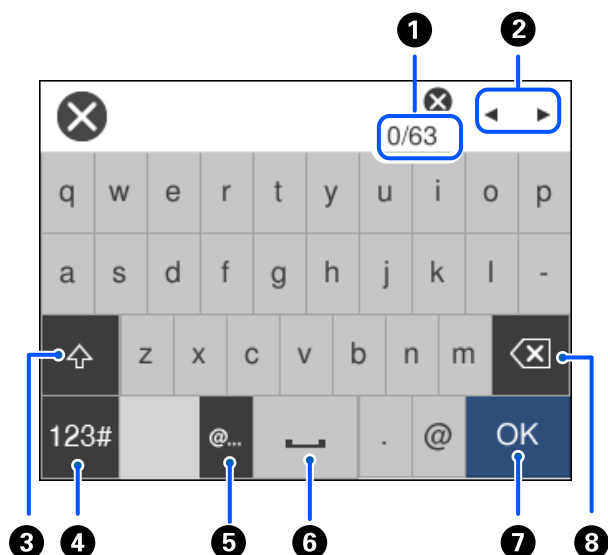 1 2
0/63
q w e r t y u i o p
a s d f g h j k l -
z x c v b n m
123# @... . @ OK
3 4 5 6 7 8